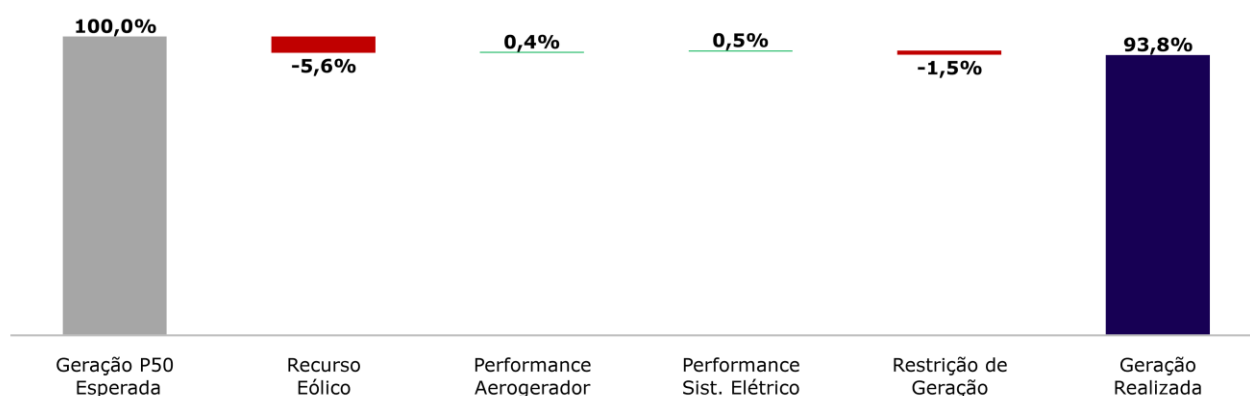 100,0%
-5,6%
0,4%
0,5%
-1,5%
93,8%
Geração P50
Esperada
Recurso
Eólico
Performance
Aerogerador
Performance
Sist. Elétrico
Restrição de
Geração
Geração
Realizada